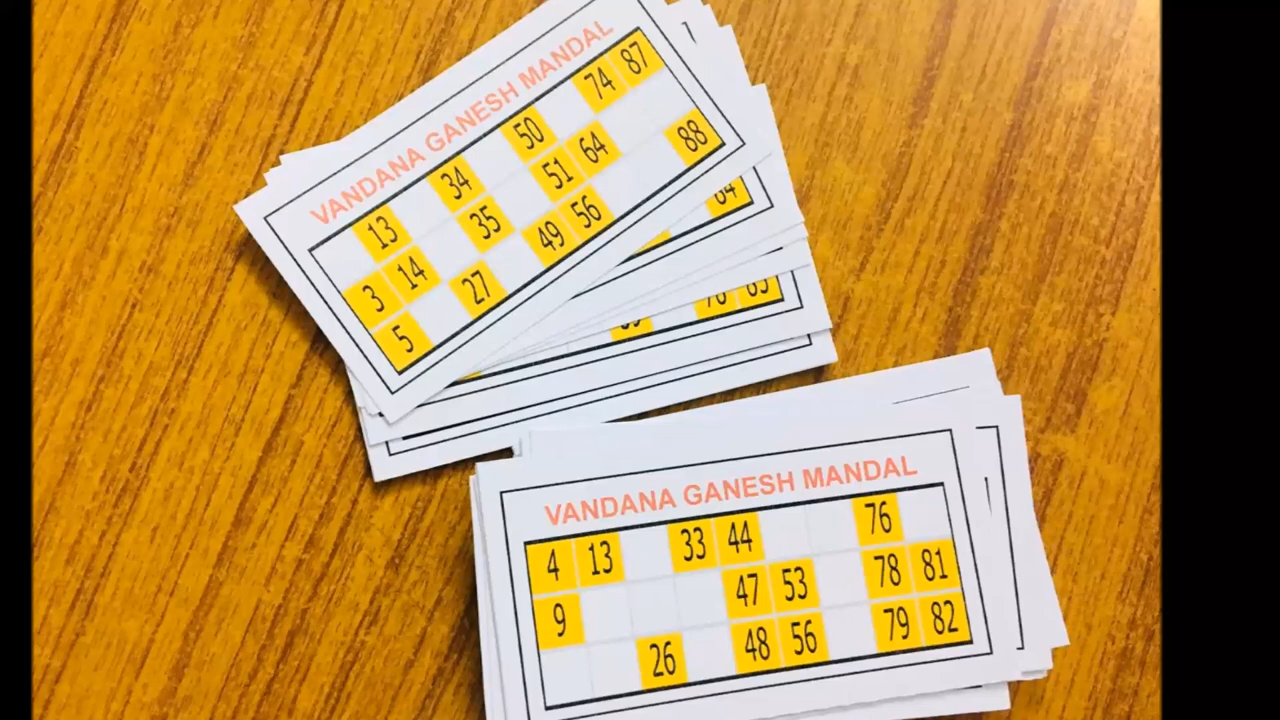 VANDANA GANESH MANDAL
13 34 50 74 87
3 14 35 51 64
5 27 49 56 88
VANDANA GANESH MANDAL
4 13 33 44 76
9 47 53 78 81
26 48 56 79 82